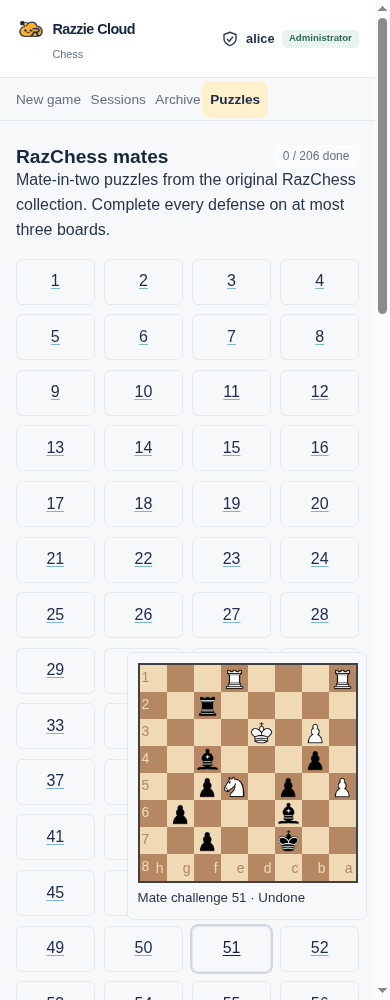 Razzie Cloud
Chess
alice
Administrator
New game Sessions Archive Puzzles
RazChess mates
0 / 206 done
Mate-in-two puzzles from the original RazChess
collection. Complete every defense on at most
three boards.
1 2 3 4
5 6 7 8
9 10 11 12
13 14 15 16
17 18 19 20
21 22 23 24
25 26 27 28
29
33
37
41
45
1
2
3
4
5
6
7
8 h g f e d c b a
Mate challenge 51 · Undone
49 50 51 52